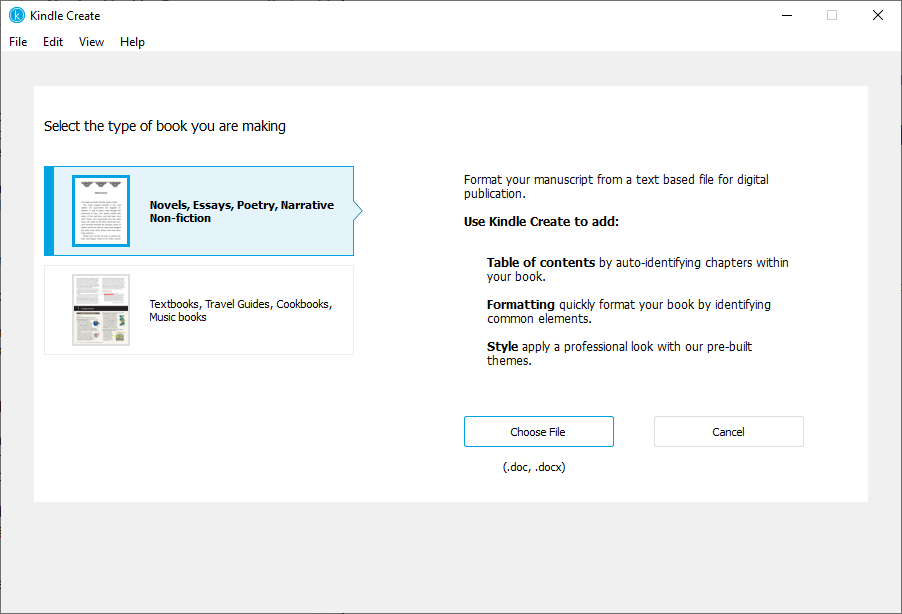 Kindle Create
File Edit View Help
Select the type of book you are making
Novels, Essays, Poetry, Narrative
Non-fiction
Textbooks, Travel Guides, Cookbooks,
Music books
Format your manuscript from a text based file for digital
publication.
Use Kindle Create to add:
Table of contents by auto-identifying chapters within
your book.
Formatting quickly format your book by identifying
common elements.
Style apply a professional look with our pre-built
themes.
Choose File
Cancel
(.doc, .docx)